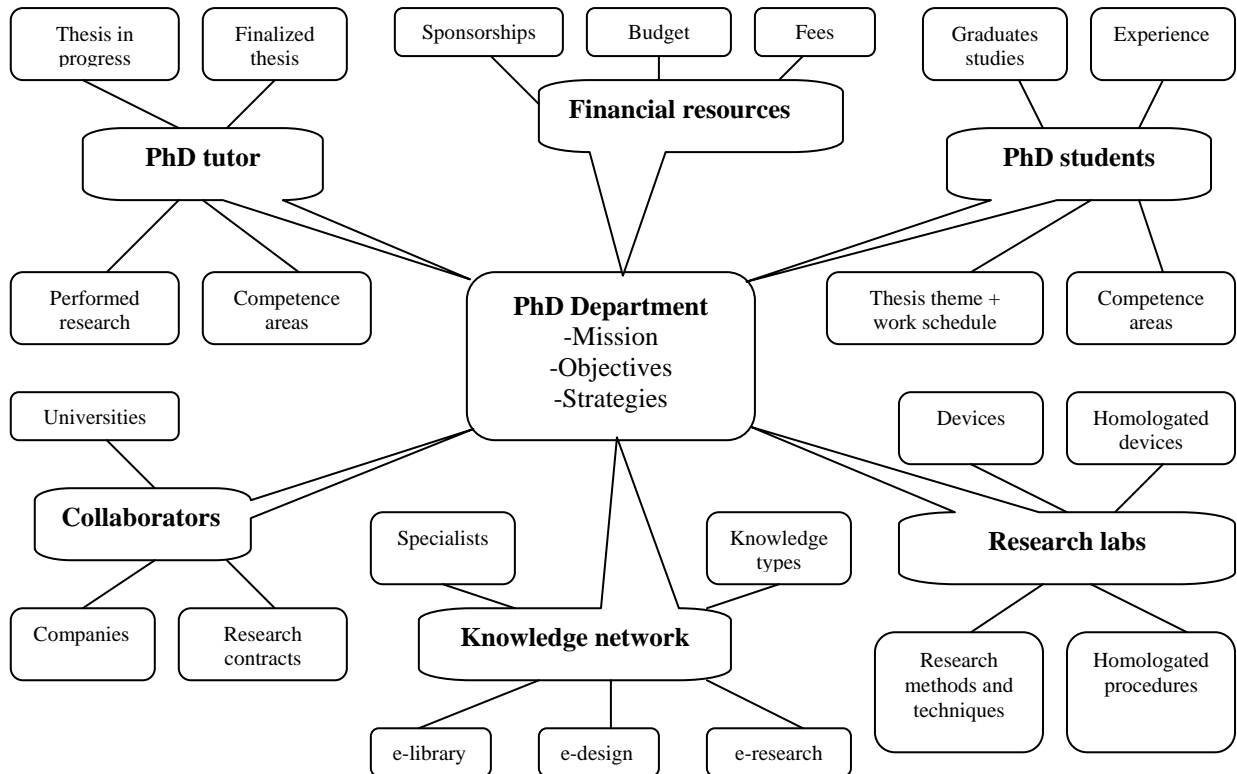 Thesis in
progress
Finalized
thesis
Sponsorships
Budget
Fees
Graduates
studies
Experience
Financial resources
PhD tutor
PhD students
Performed
research
Competence
areas
PhD Department
-Mission
-Objectives
-Strategies
Thesis theme +
work schedule
Competence
areas
Universities
Devices
Homologated
devices
Collaborators
Specialists
Knowledge
types
Research labs
Companies
Research
contracts
Knowledge network
Research
methods and
techniques
Homologated
procedures
e-library
e-design
e-research